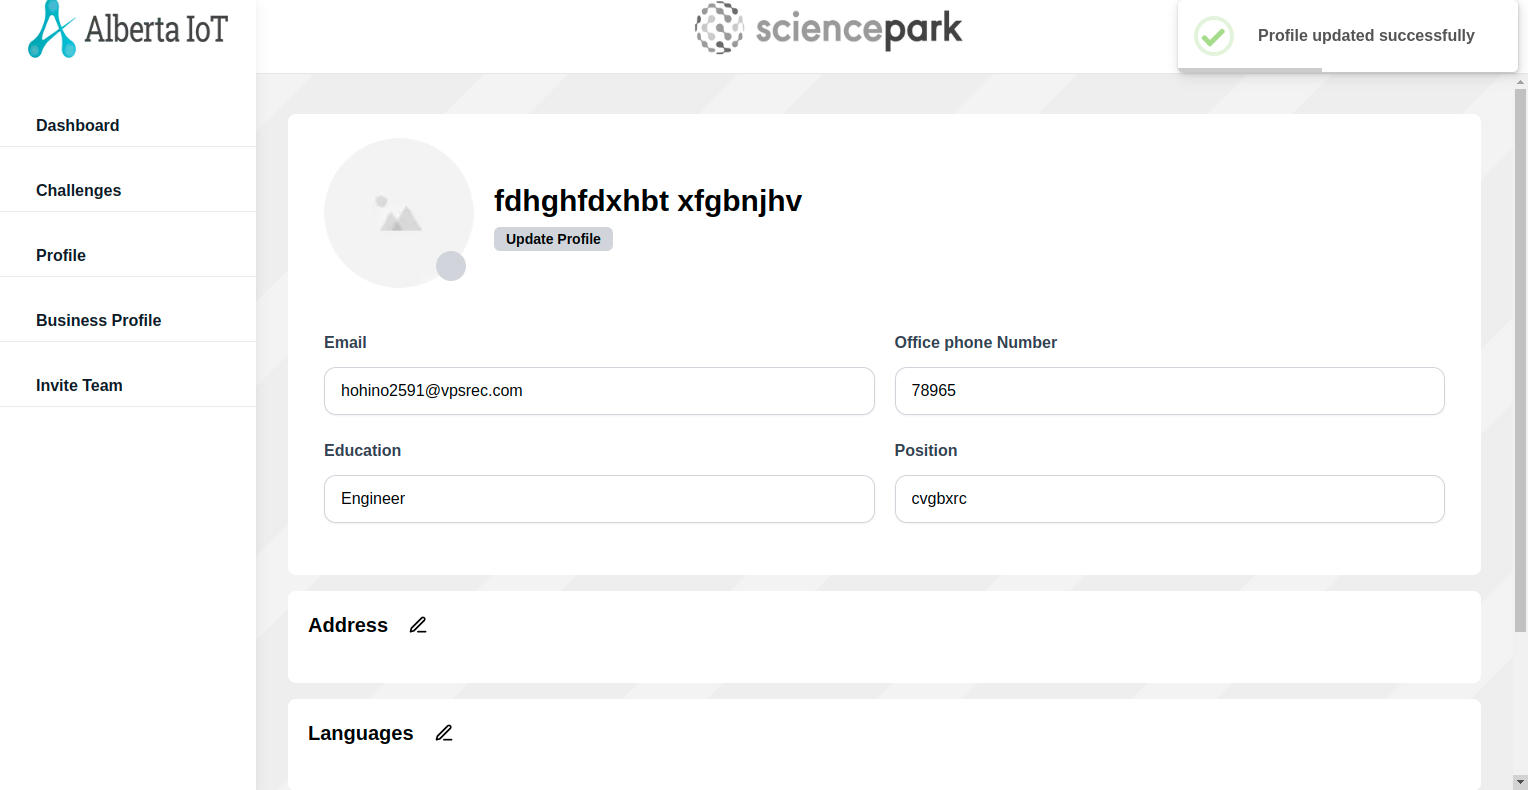 Alberta IoT
sciencepark
Profile updated successfully
Dashboard
Challenges
Profile
Business Profile
Invite Team
fdhghfdxhbt xfgbnjhv
Update Profile
Email
Office phone Number
hohino2591@vpsrec.com
78965
Education
Position
Engineer
cvgbxrc
Address
Languages